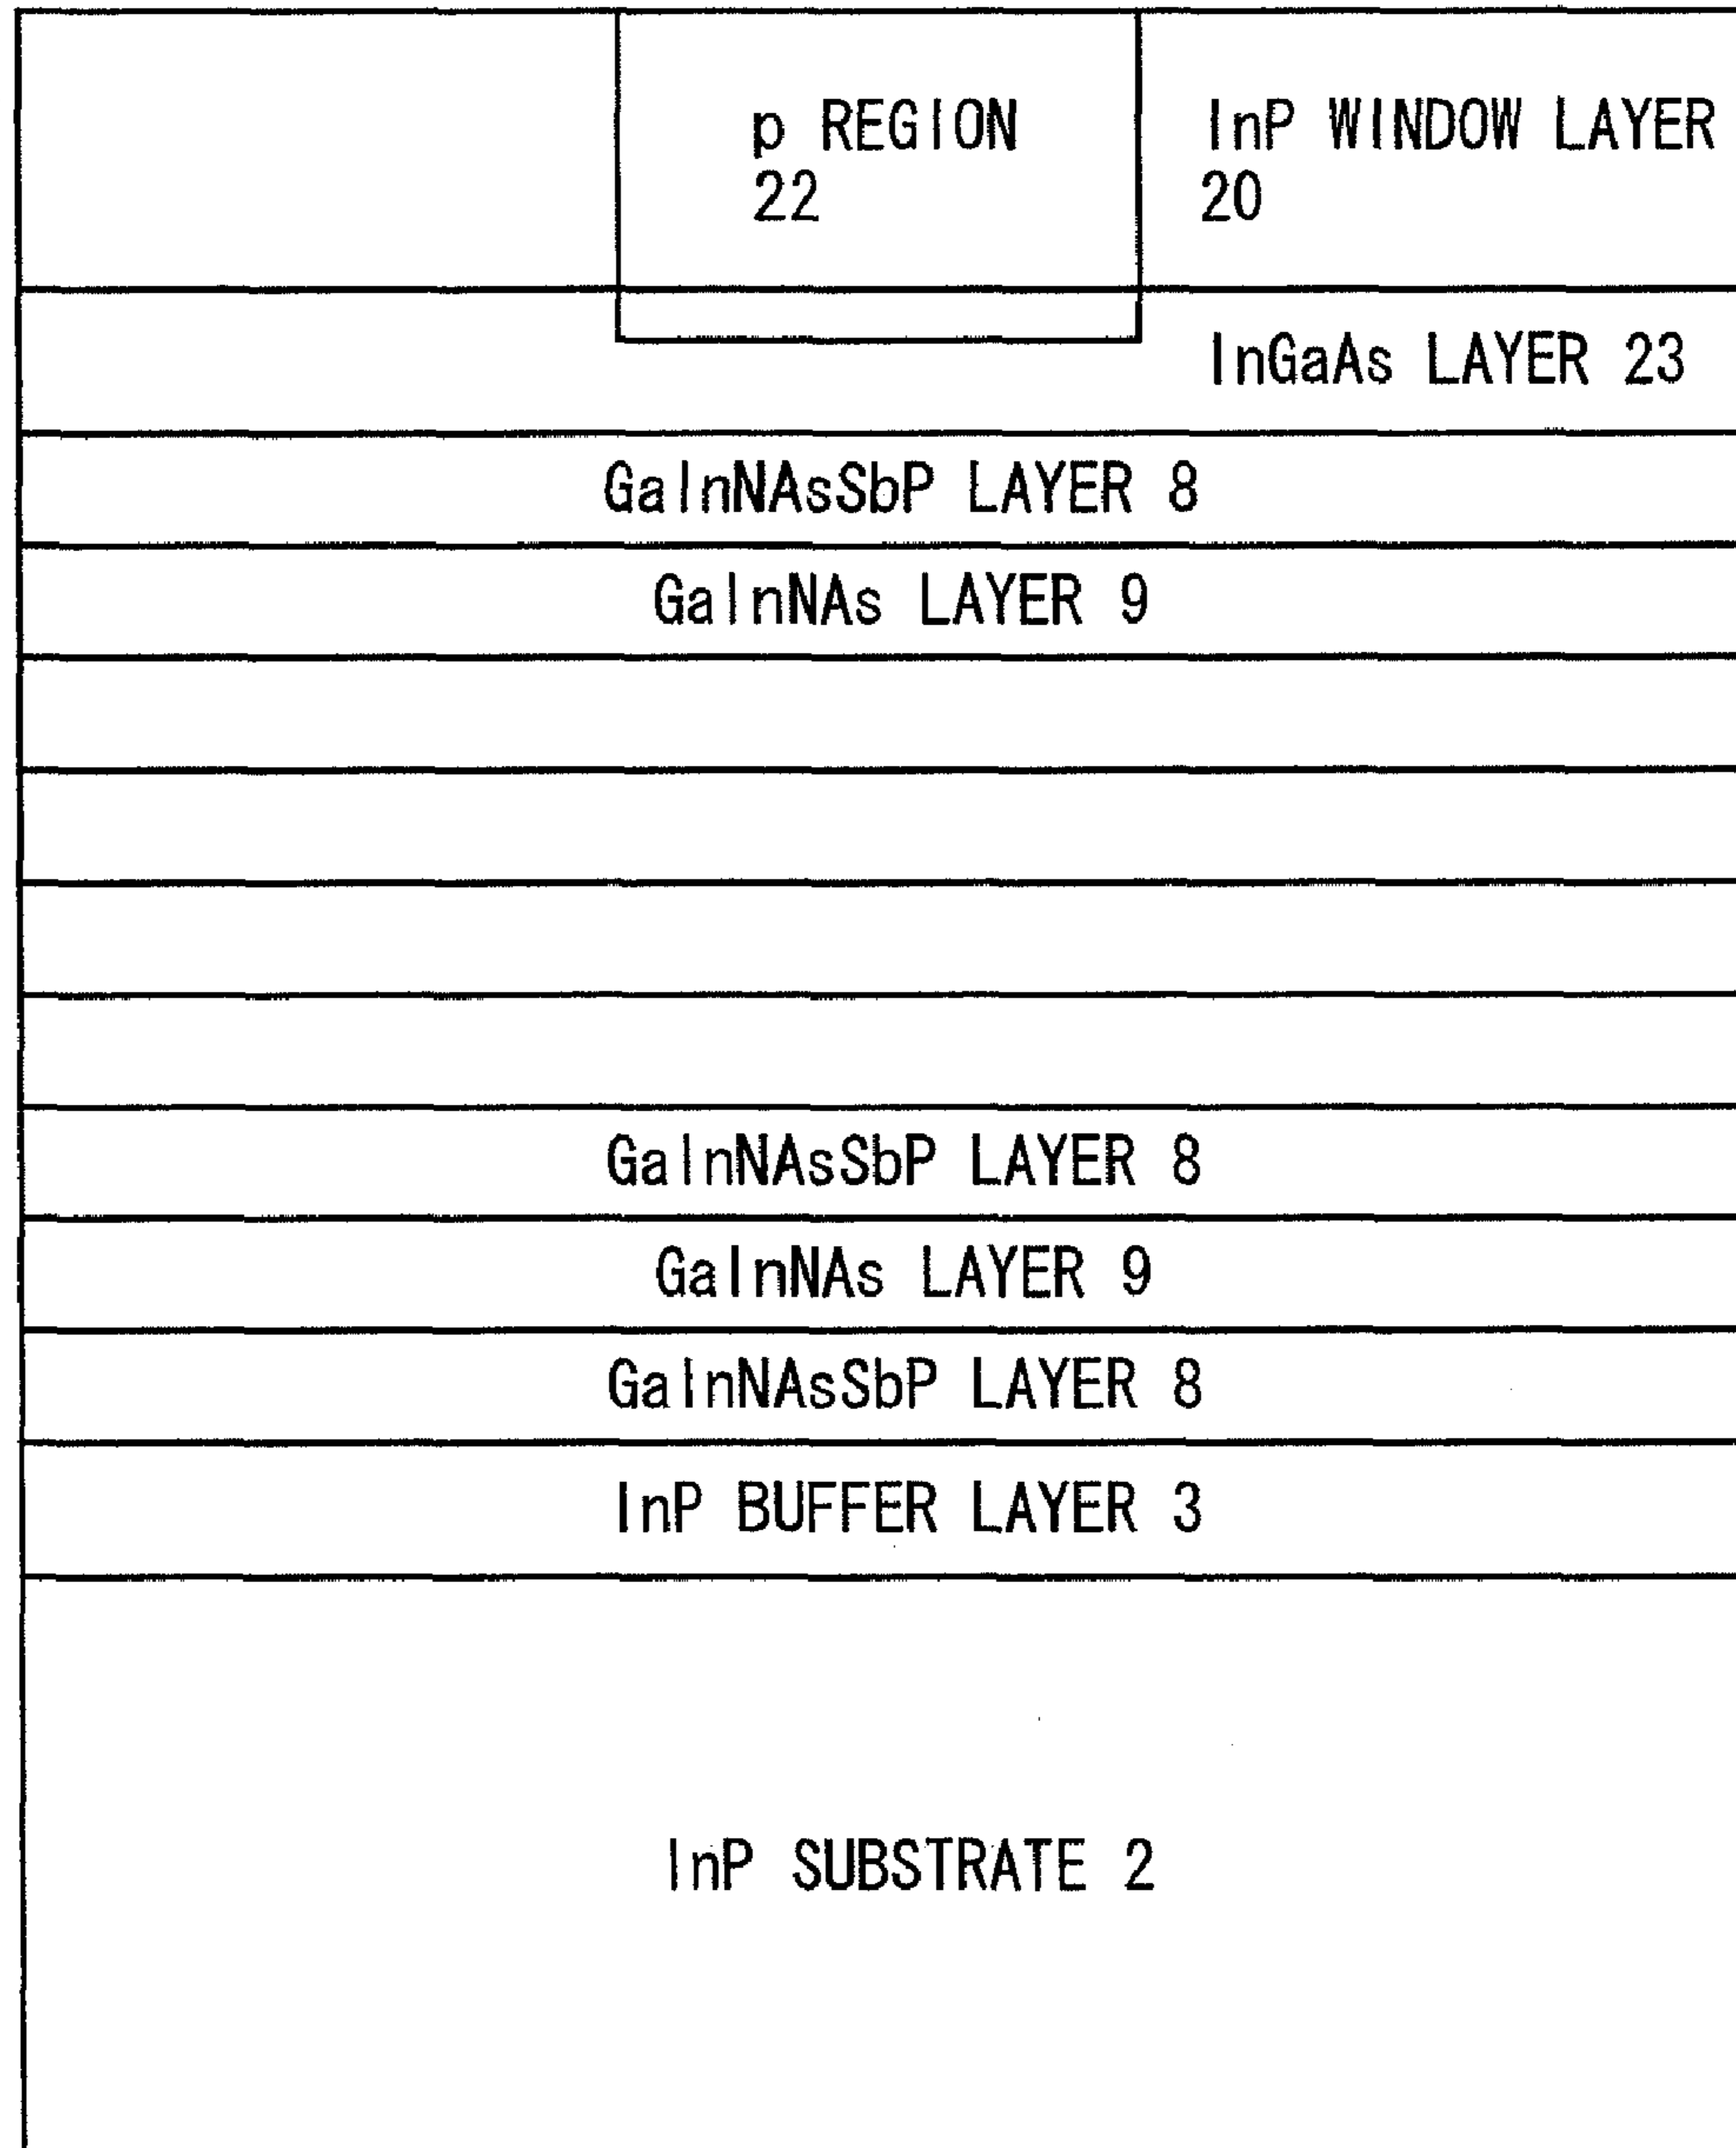 p REGION
22
InP WINDOW LAYER
20
InGaAs LAYER 23
GaInNAsSbP LAYER 8
GaInNAs LAYER 9
GaInNAsSbP LAYER 8
GaInNAs LAYER 9
GaInNAsSbP LAYER 8
InP BUFFER LAYER 3
InP SUBSTRATE 2